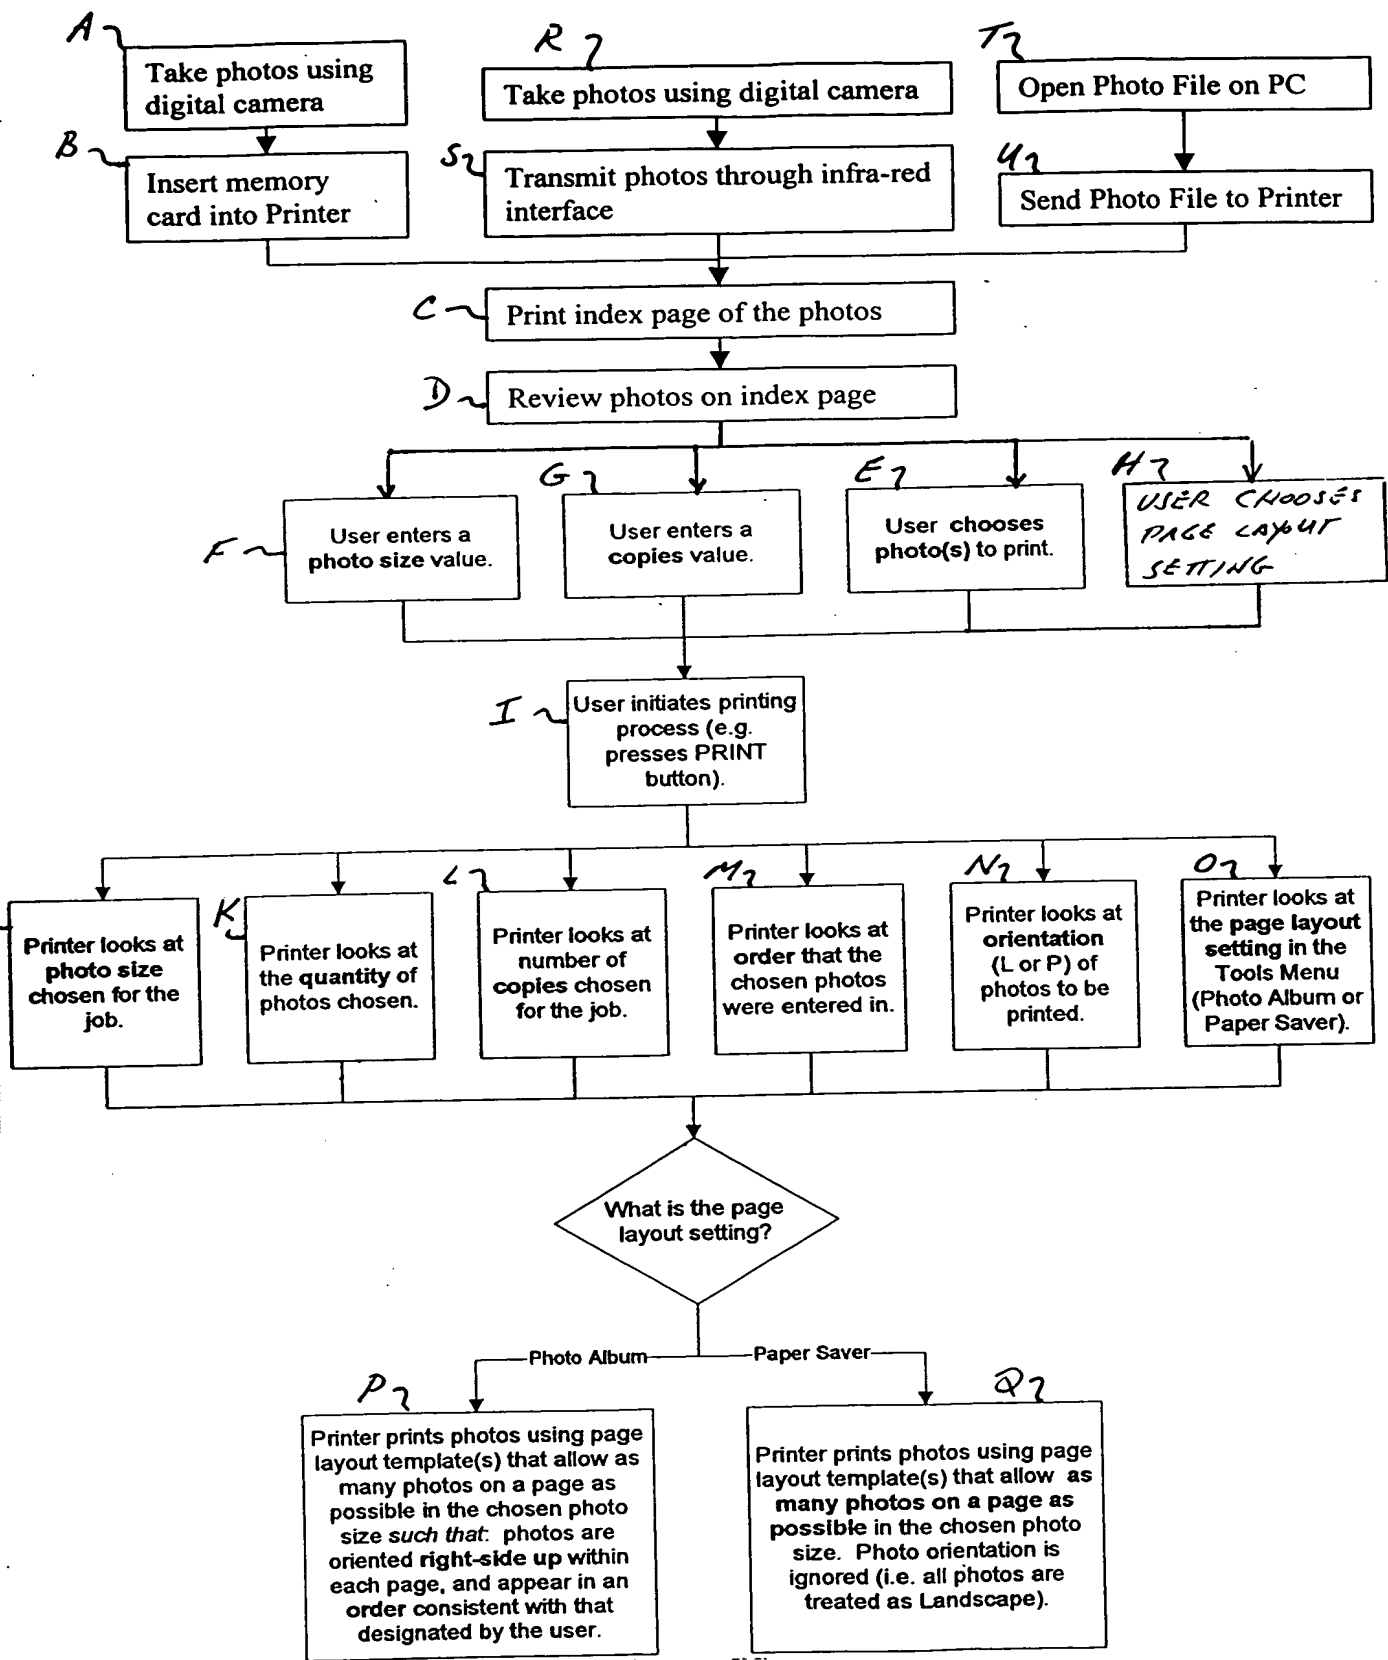 A
R
T
Take photos using
digital camera
Take photos using digital camera
Open Photo File on PC
B
S
U
Insert memory
card into Printer
Transmit photos through infra-red
interface
Send Photo File to Printer
C
Print index page of the photos
D
Review photos on index page
F
User enters a
photo size value.
G
User enters a
copies value.
E
User chooses
photo(s) to print.
H
USER CHOOSES
PAGE LAYOUT
SETTING
I
User initiates printing
process (e.g.
presses PRINT
button).
Printer looks at
photo size
chosen for the
job.
K
Printer looks at
the quantity of
photos chosen.
L
Printer looks at
number of
copies chosen
for the job.
M
Printer looks at
order that the
chosen photos
were entered in.
N
Printer looks at
orientation
(L or P) of
photos to be
printed.
O
Printer looks at
the page layout
setting in the
Tools Menu
(Photo Album or
Paper Saver).
What is the page
layout setting?
Photo Album
Paper Saver
P
Printer prints photos using page
layout template(s) that allow as
many photos on a page as
possible in the chosen photo
size such that: photos are
oriented right-side up within
each page, and appear in an
order consistent with that
designated by the user.
Q
Printer prints photos using page
layout template(s) that allow as
many photos on a page as
possible in the chosen photo
size. Photo orientation is
ignored (i.e. all photos are
treated as Landscape).